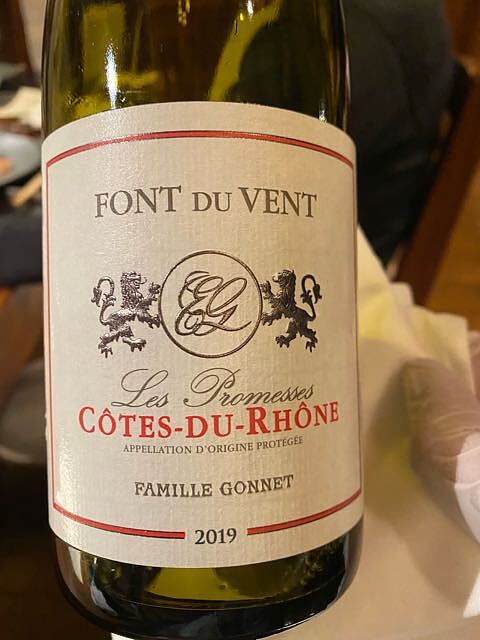 FONT DU VENT
EG
Les Promesses
CÔTES-DU-RHÔNE
APPELLATION D'ORIGINE PROTÉGÉE
FAMILLE GONNET
2019